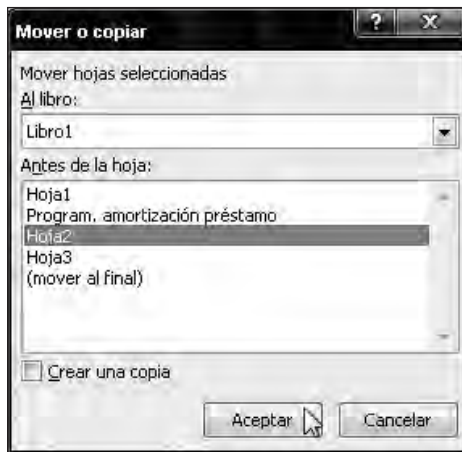 Mover o copiar
? X
Mover hojas seleccionadas
Al libro:
Libro1
Antes de la hoja:
Hoja1
Program. amortización préstamo
Hoja2
Hoja3
(mover al final)
Crear una copia
Aceptar Cancelar